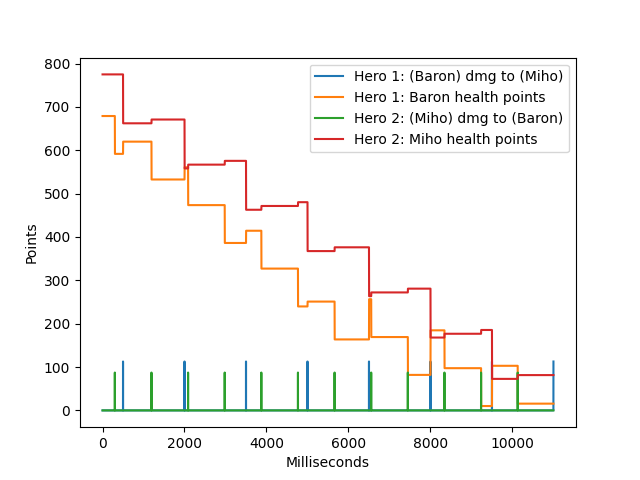 800
700
600
500
400
300
200
100
0
Points
Hero 1: (Baron) dmg to (Miho)
Hero 1: Baron health points
Hero 2: (Miho) dmg to (Baron)
Hero 2: Miho health points
0 2000 4000 6000 8000 10000
Milliseconds